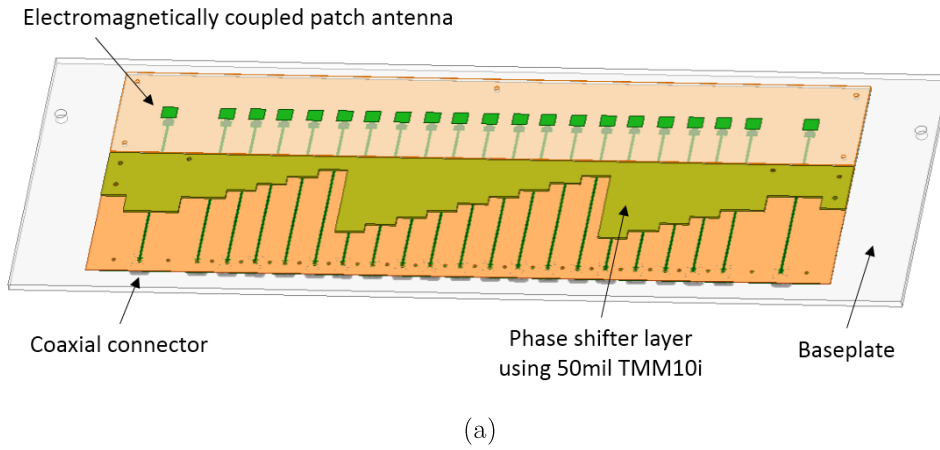 Electromagnetically coupled patch antenna
Coaxial connector
Phase shifter layer
using 50mil TMM10i
Baseplate
(a)